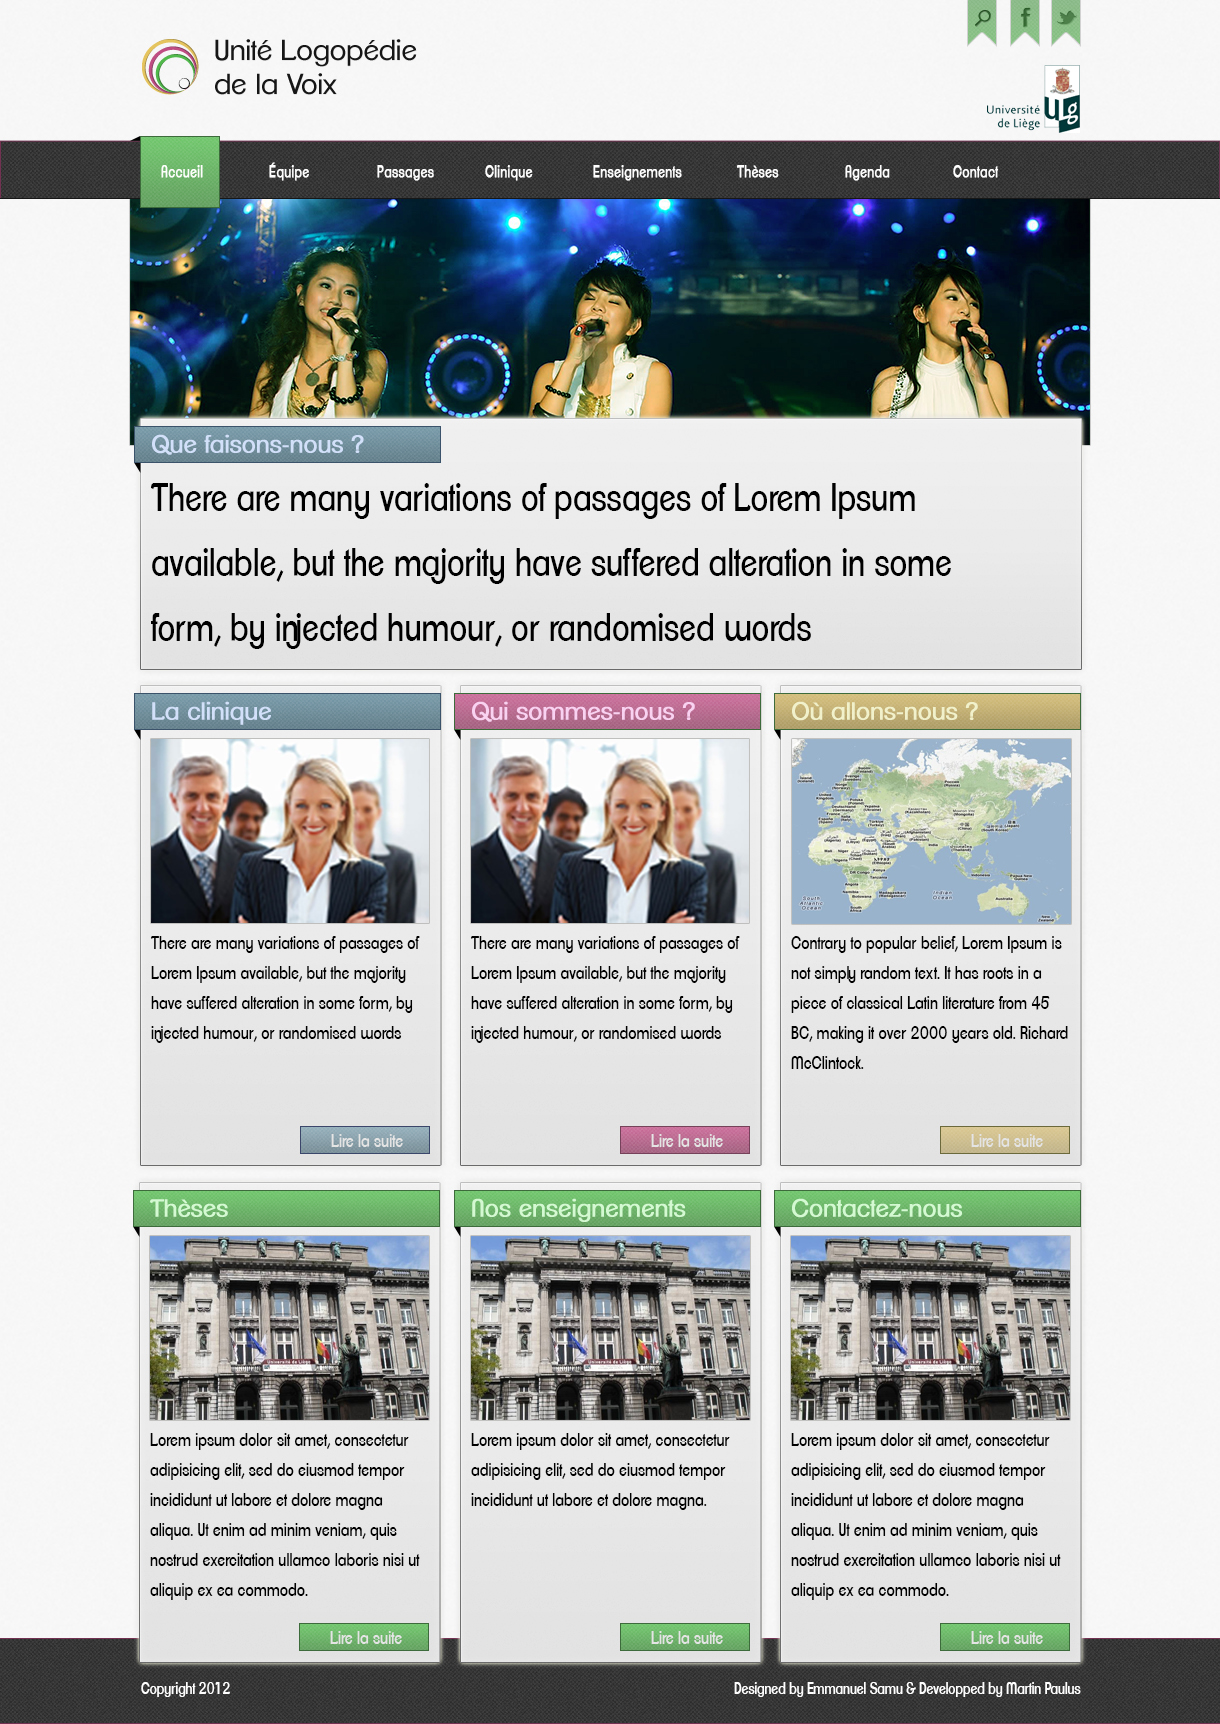 Unité Logopédie
de la Voix
Université
de Liège
ULg
Accueil Équipe Passages Clinique Enseignements Thèses Agenda Contact
Que faisons-nous ?
There are many variations of passages of Lorem Ipsum
available, but the majority have suffered alteration in some
form, by injected humour, or randomised words
La clinique
There are many variations of passages of
Lorem Ipsum available, but the majority
have suffered alteration in some form, by
injected humour, or randomised words
Lire la suite
Qui sommes-nous ?
There are many variations of passages of
Lorem Ipsum available, but the majority
have suffered alteration in some form, by
injected humour, or randomised words
Lire la suite
Où allons-nous ?
Contrary to popular belief, Lorem Ipsum is
not simply random text. It has roots in a
piece of classical Latin literature from 45
BC, making it over 2000 years old. Richard
McClintock.
Lire la suite
Thèses
Université de Liège
Lorem ipsum dolor sit amet, consectetur
adipisicing elit, sed do eiusmod tempor
incididunt ut labore et dolore magna
aliqua. Ut enim ad minim veniam, quis
nostrud exercitation ullamco laboris nisi ut
aliquip ex ea commodo.
Lire la suite
Nos enseignements
Université de Liège
Lorem ipsum dolor sit amet, consectetur
adipisicing elit, sed do eiusmod tempor
incididunt ut labore et dolore magna.
Lire la suite
Contactez-nous
Université de Liège
Lorem ipsum dolor sit amet, consectetur
adipisicing elit, sed do eiusmod tempor
incididunt ut labore et dolore magna
aliqua. Ut enim ad minim veniam, quis
nostrud exercitation ullamco laboris nisi ut
aliquip ex ea commodo.
Lire la suite
Copyright 2012
Designed by Emmanuel Samu & Developped by Martin Paulus